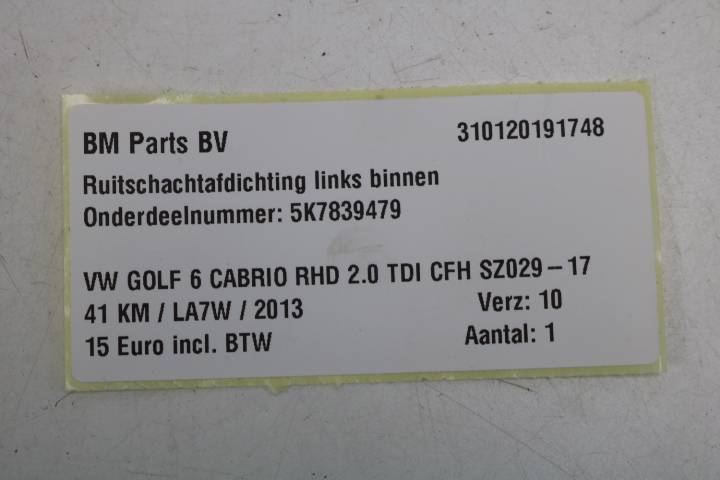 BM Parts BV 310120191748
Ruitschachtafdichting links binnen
Onderdeelnummer: 5K7839479
VW GOLF 6 CABRIO RHD 2.0 TDI CFH SZ029-17
41 KM / LA7W / 2013 Verz: 10
15 Euro incl. BTW Aantal: 1